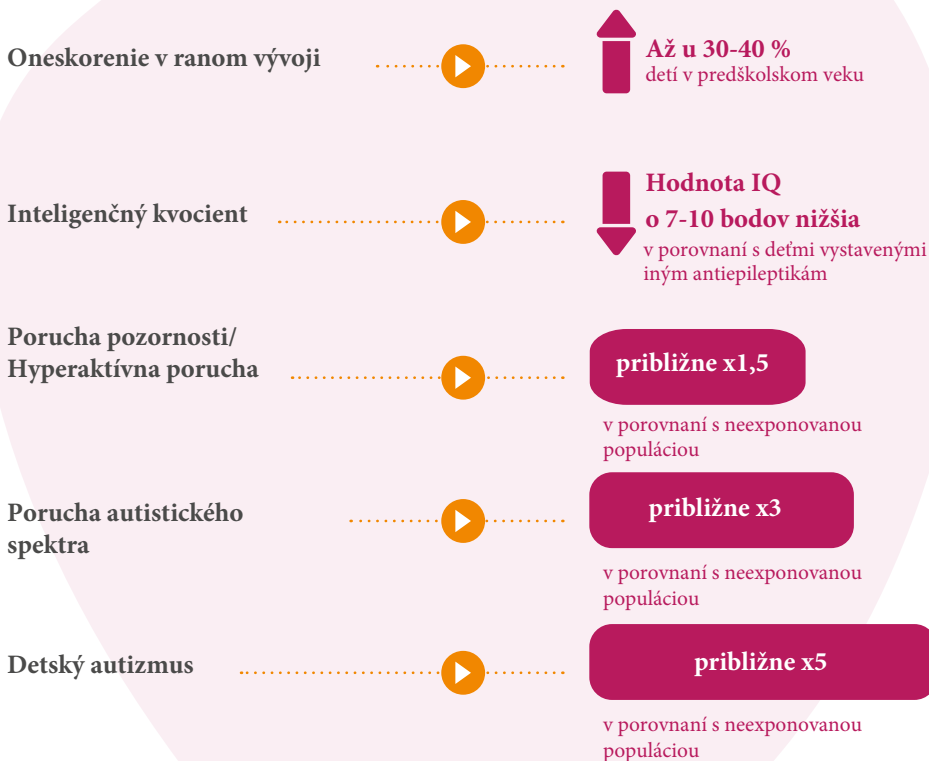 Oneskorenie v ranom vývoji
Až u 30-40 %
detí v predškolskom veku
Inteligenčný kvocient
Hodnota IQ
o 7-10 bodov nižšia
v porovnaní s deťmi vystavenými
iným antiepileptikám
Porucha pozornosti/
Hyperaktívna porucha
približne x1,5
v porovnaní s neexponovanou
populáciou
Porucha autistického
spektra
približne x3
v porovnaní s neexponovanou
populáciou
Detský autizmus
približne x5
v porovnaní s neexponovanou
populáciou